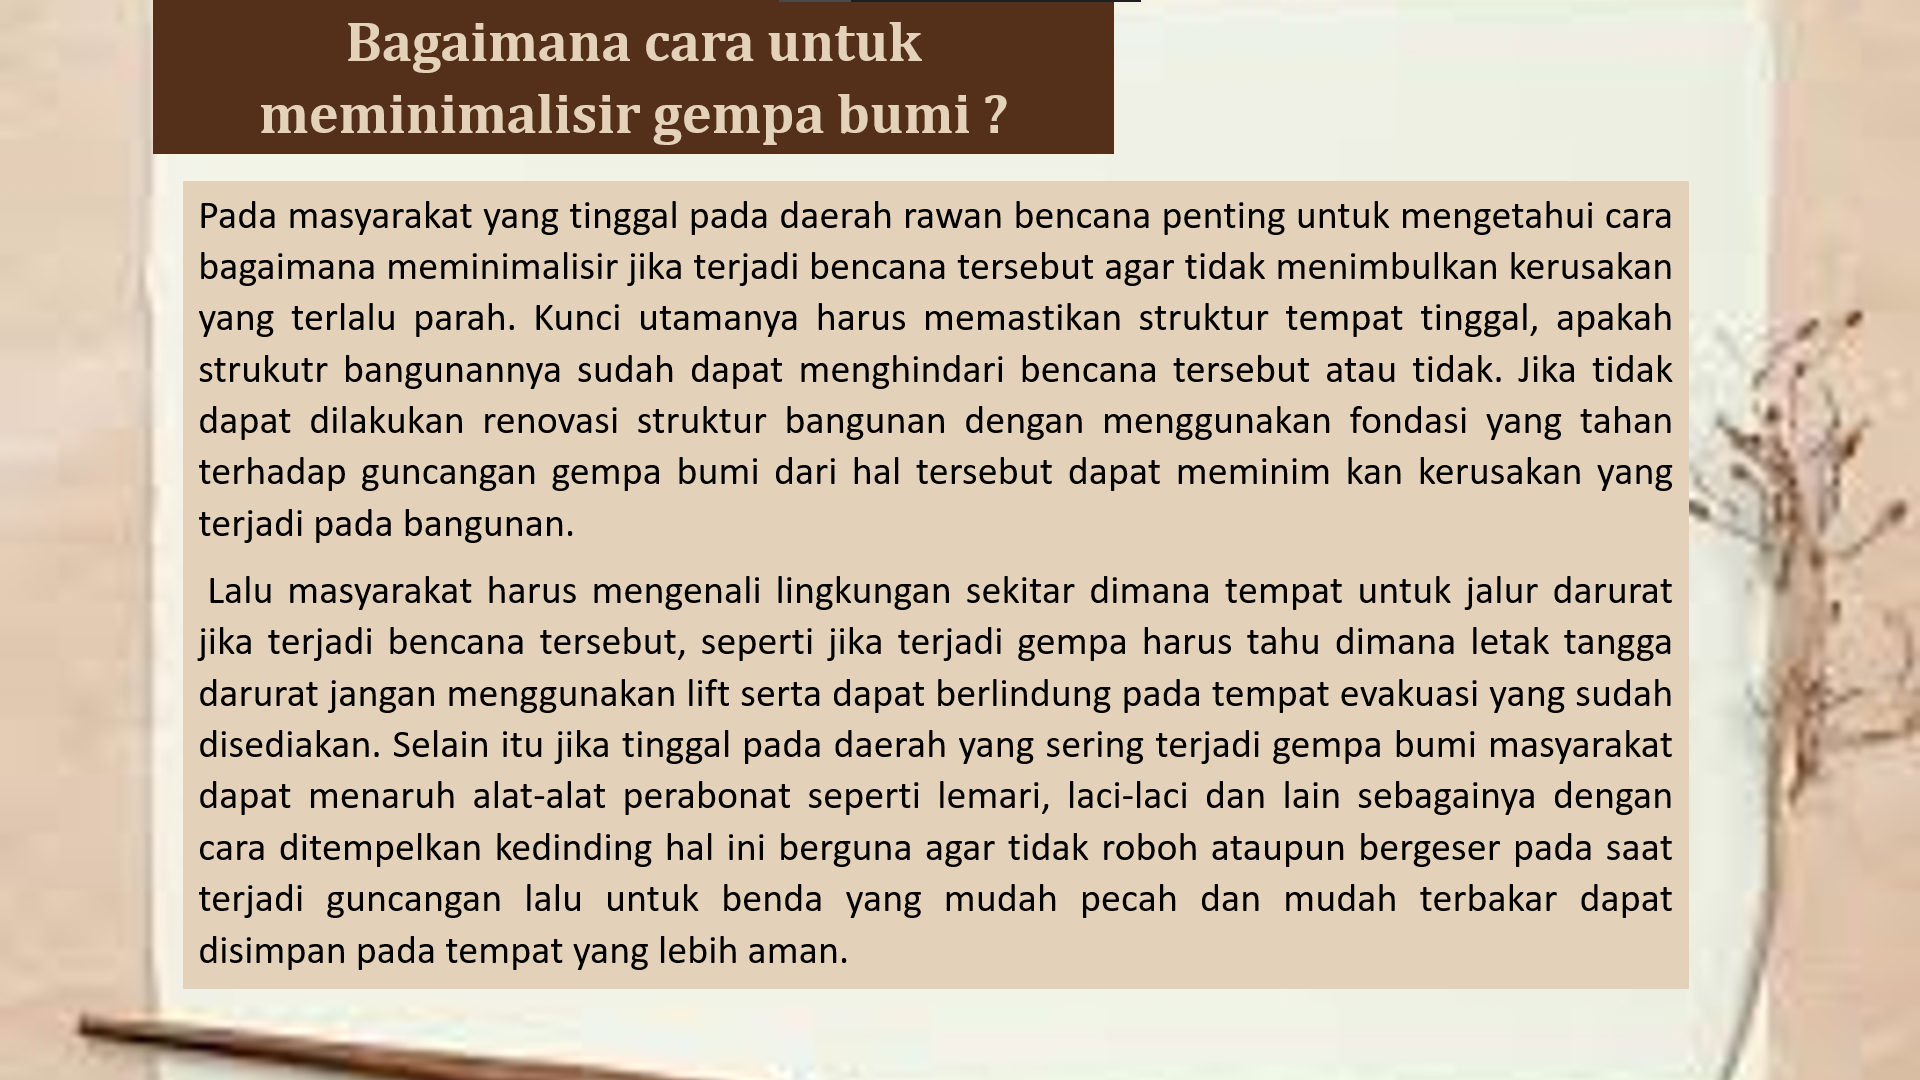 Bagaimana cara untuk
meminimalisir gempa bumi ?
Pada masyarakat yang tinggal pada daerah rawan bencana penting untuk mengetahui cara
bagaimana meminimalisir jika terjadi bencana tersebut agar tidak menimbulkan kerusakan
yang terlalu parah. Kunci utamanya harus memastikan struktur tempat tinggal, apakah
strukutr bangunannya sudah dapat menghindari bencana tersebut atau tidak. Jika tidak
dapat dilakukan renovasi struktur bangunan dengan menggunakan fondasi yang tahan
terhadap guncangan gempa bumi dari hal tersebut dapat meminim kan kerusakan yang
terjadi pada bangunan.
Lalu masyarakat harus mengenali lingkungan sekitar dimana tempat untuk jalur darurat
jika terjadi bencana tersebut, seperti jika terjadi gempa harus tahu dimana letak tangga
darurat jangan menggunakan lift serta dapat berlindung pada tempat evakuasi yang sudah
disediakan. Selain itu jika tinggal pada daerah yang sering terjadi gempa bumi masyarakat
dapat menaruh alat-alat perabonat seperti lemari, laci-laci dan lain sebagainya dengan
cara ditempelkan kedinding hal ini berguna agar tidak roboh ataupun bergeser pada saat
terjadi guncangan lalu untuk benda yang mudah pecah dan mudah terbakar dapat
disimpan pada tempat yang lebih aman.